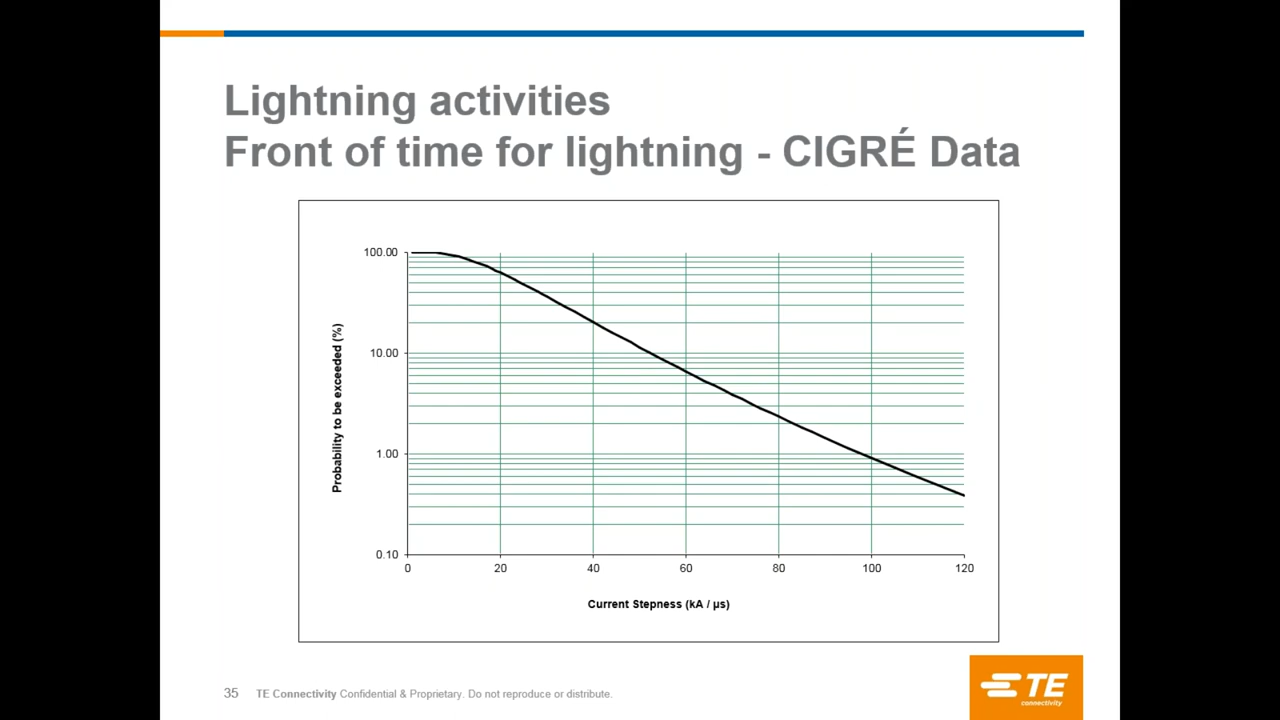 Lightning activities
Front of time for lightning - CIGRÉ Data
100.00
10.00
1.00
0.10
Probability to be exceeded (%)
0 20 40 60 80 100 120
Current Stepness (kA / µs)
35 TE Connectivity Confidential & Proprietary. Do not reproduce or distribute.
TE
connectivity